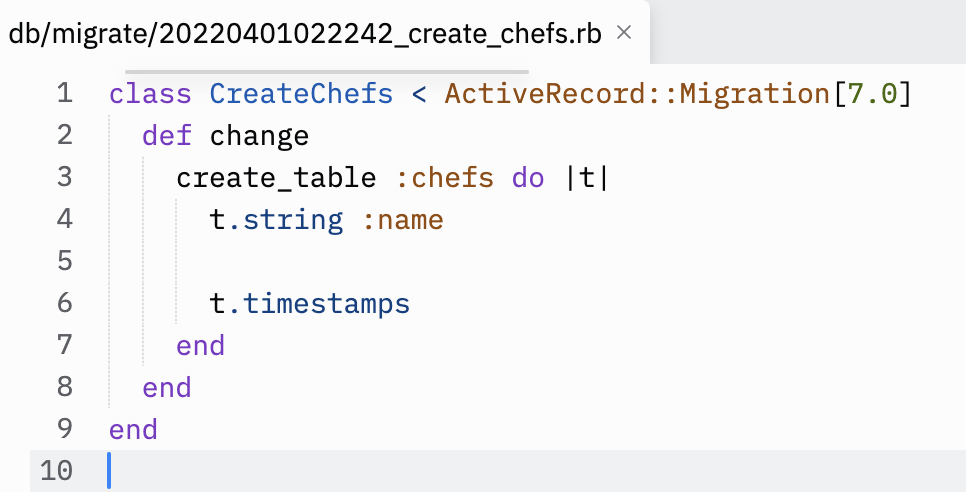 db/migrate/20220401022242_create_chefs.rb ×
1 class CreateChefs < ActiveRecord::Migration[7.0]
2   def change
3     create_table :chefs do |t|
4       t.string :name
5
6       t.timestamps
7     end
8   end
9 end
10